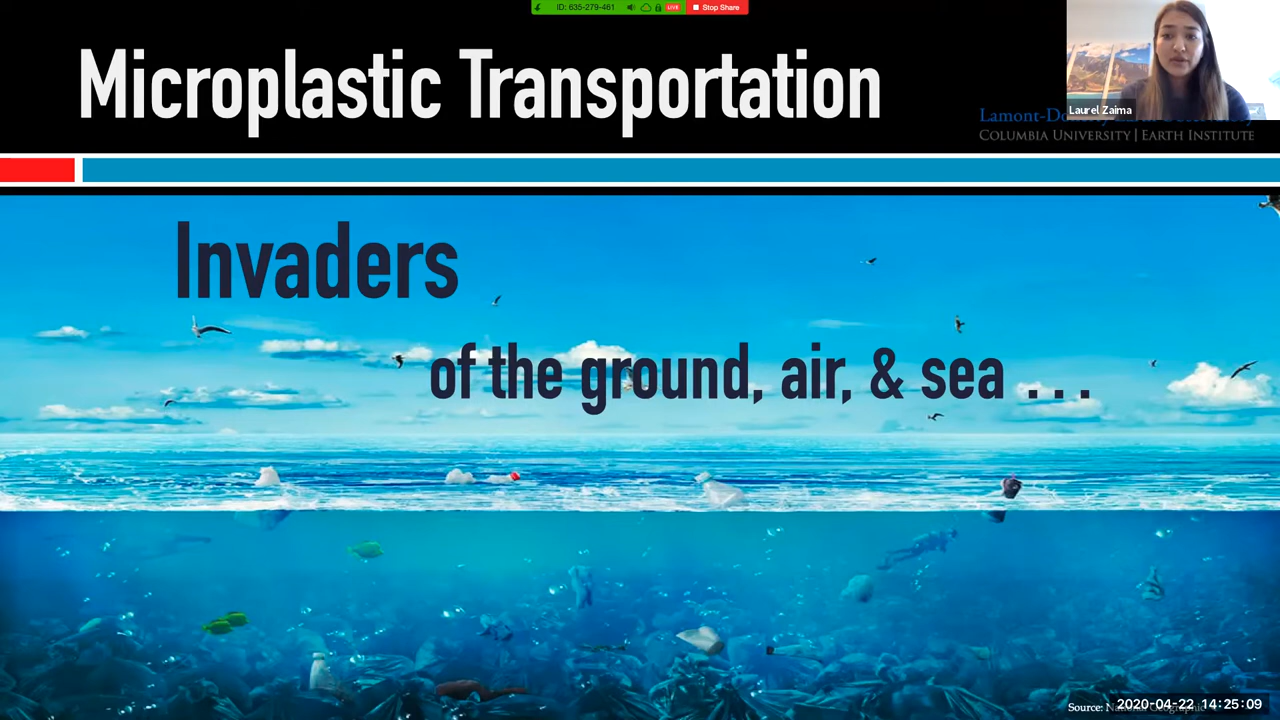 ID: 635-279-461
LIVE
Stop Share
Microplastic Transportation
Laurel Zaima
COLUMBIA UNIVERSITY | EARTH INSTITUTE
Invaders
of the ground, air, & sea . . .
Source:
2020-04-22 14:25:09